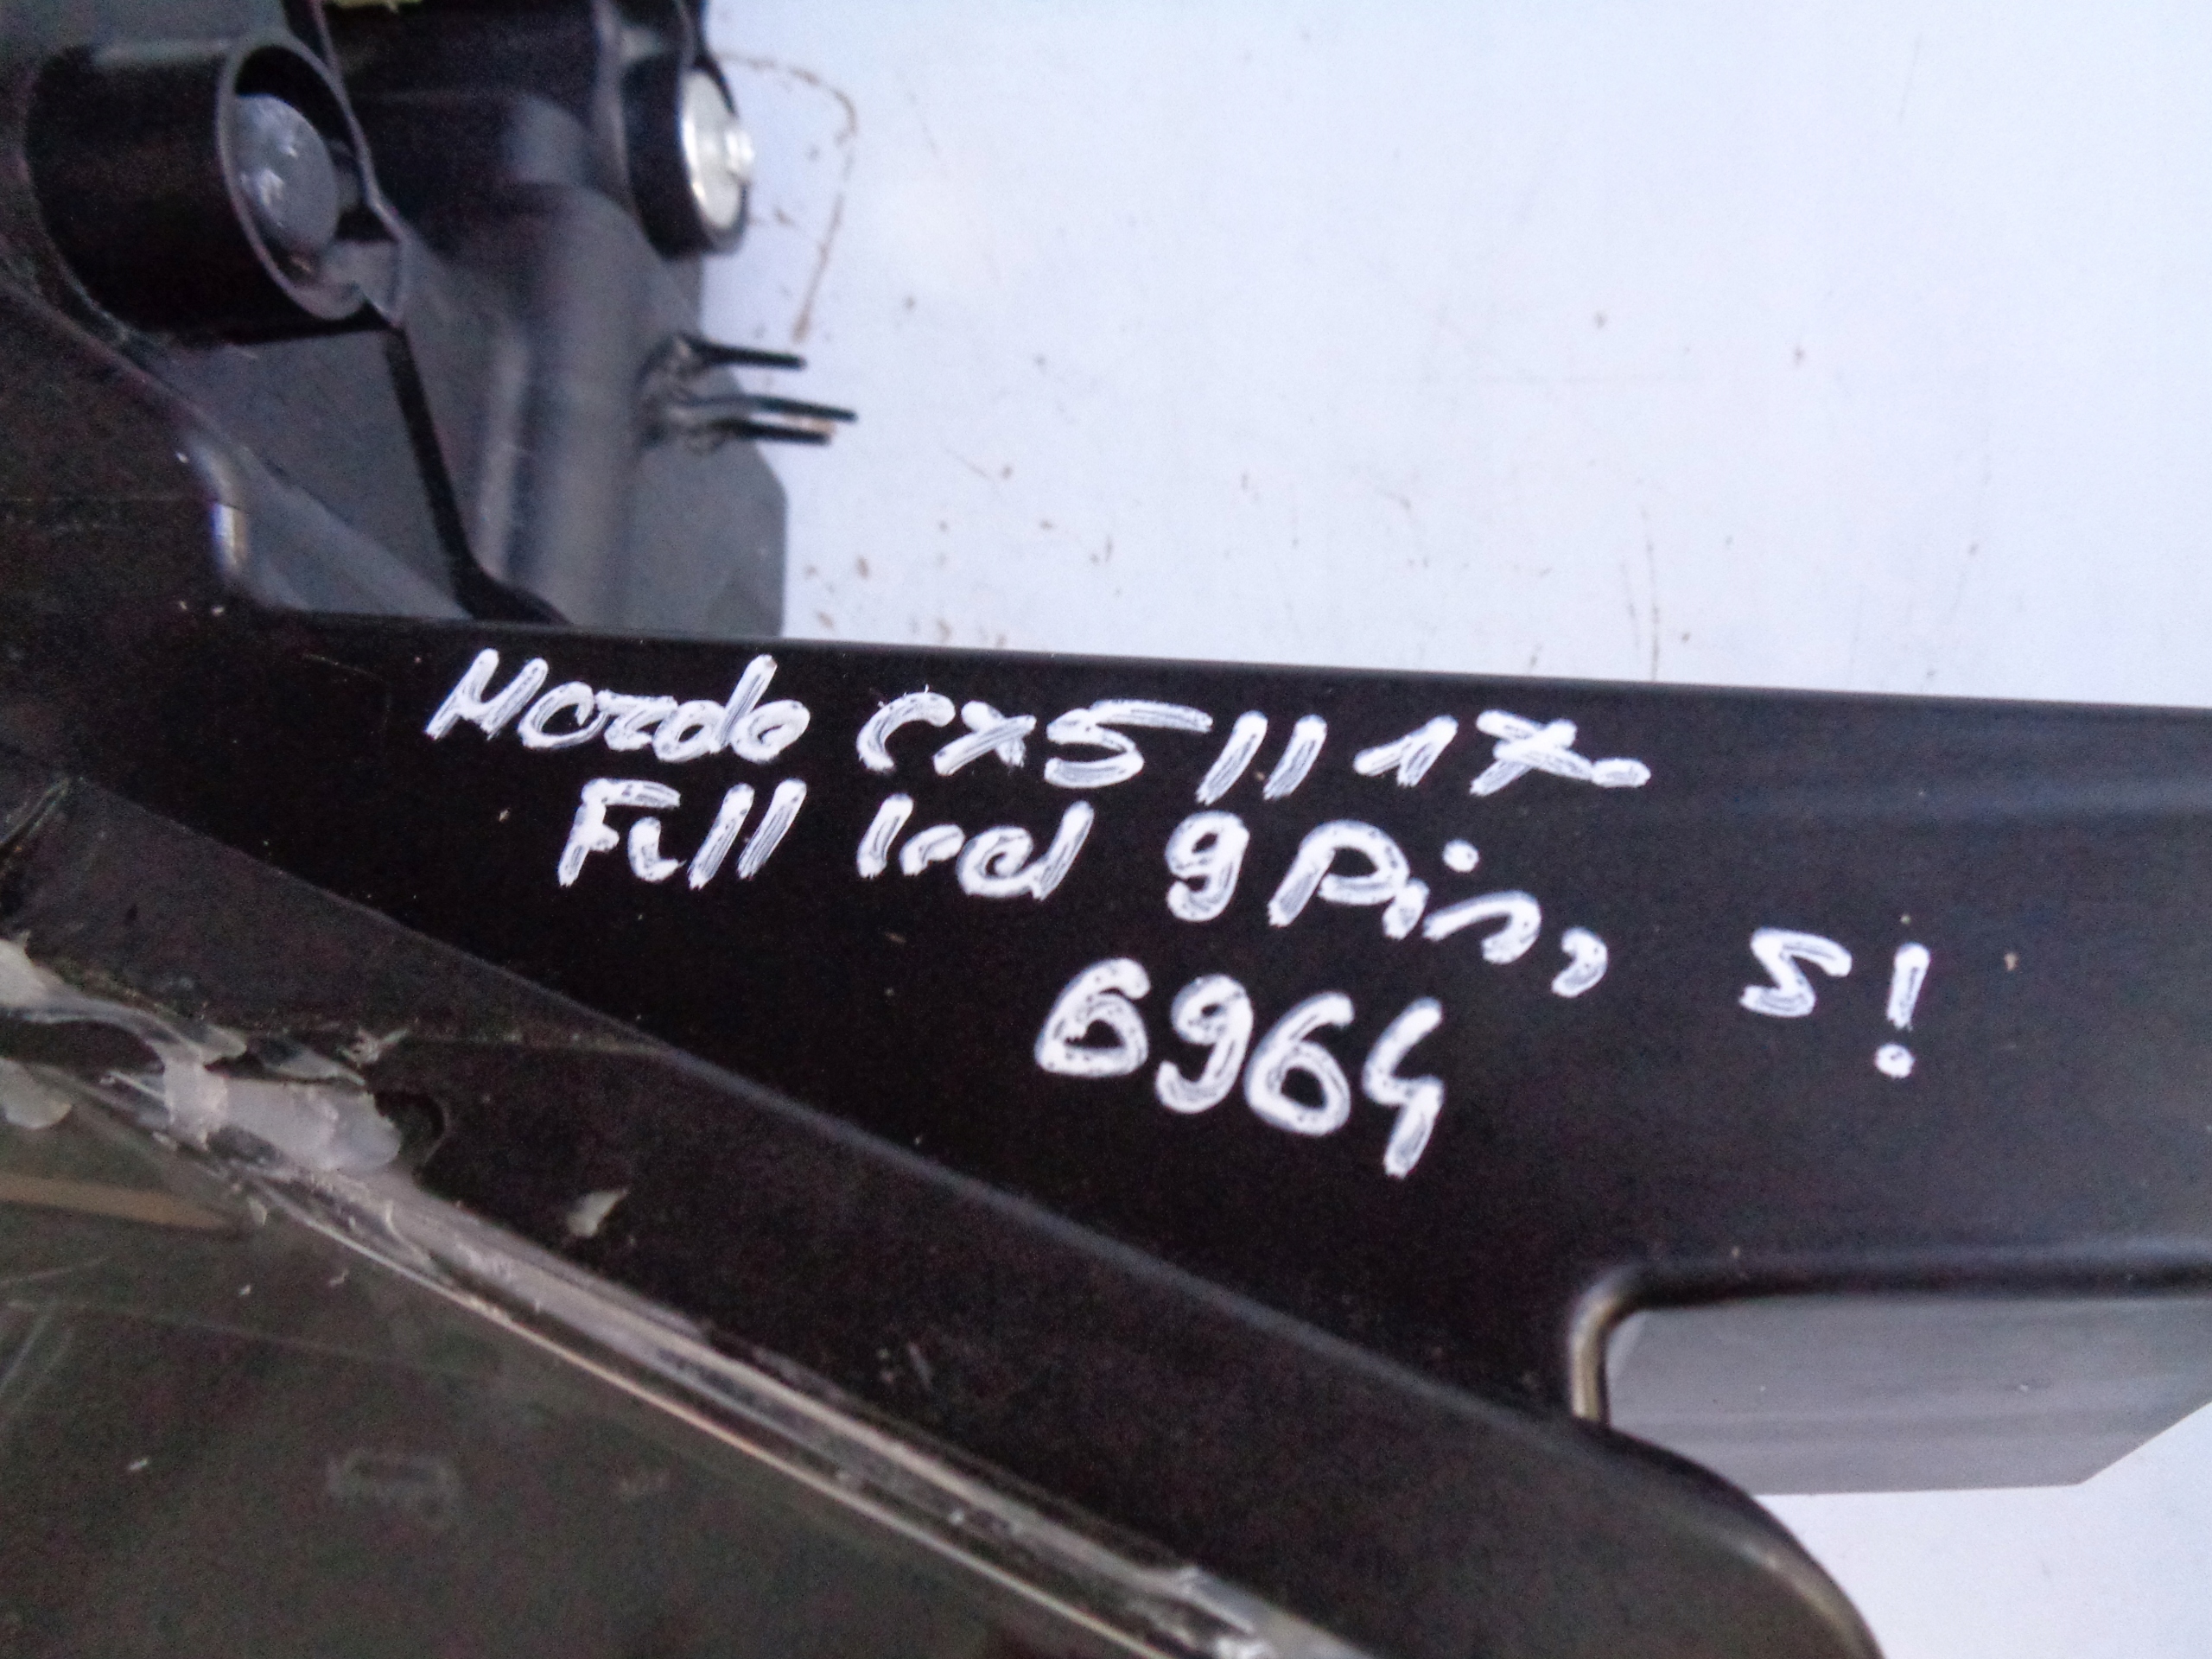 Mazda CX5 II 17-
Full led 9 Pin, S!
6964